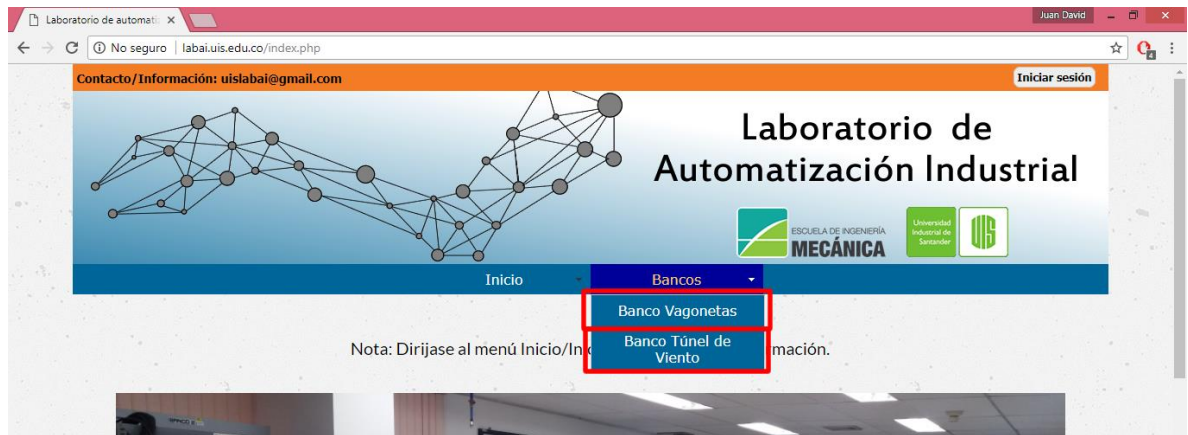 Laboratorio de automati
Juan David
No seguro labai.uis.edu.co/index.php
Contacto/Información: uislabai@gmail.com
Iniciar sesión
Laboratorio de
Automatización Industrial
ESCUELA DE INGENIERÍA
MECÁNICA
Universidad
Industrial de
Santander
UIS
Inicio
Bancos
Banco Vagonetas
Banco Túnel de
Viento
Nota: Dirijase al menú Inicio/In mación.